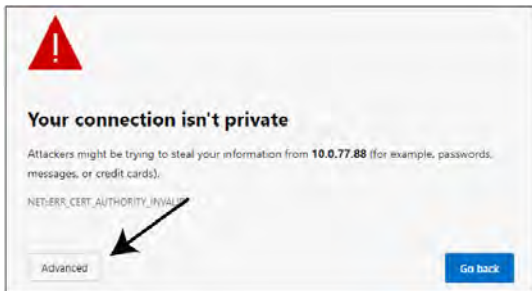 Your connection isn't private
Attackers might be trying to steal your information from 10.0.77.88 (for example, passwords,
messages, or credit cards).
NET::ERR_CERT_AUTHORITY_INVALID
Advanced
Go back